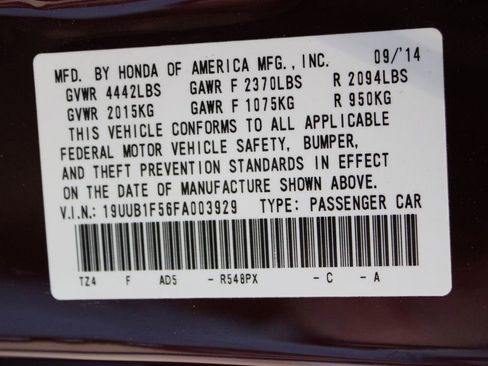 MFD. BY HONDA OF AMERICA MFG., INC. 09/'14
GVWR 4442LBS GAWR F 2370LBS R 2094LBS
GVWR 2015KG GAWR F 1075KG R 950KG
THIS VEHICLE CONFORMS TO ALL APPLICABLE
FEDERAL MOTOR VEHICLE SAFETY, BUMPER,
AND THEFT PREVENTION STANDARDS IN EFFECT
ON THE DATE OF MANUFACTURE SHOWN ABOVE.
V.I.N.: 19UUB1F56FA003929 TYPE: PASSENGER CAR
TZ4 F AD5 - R548PX - C - A